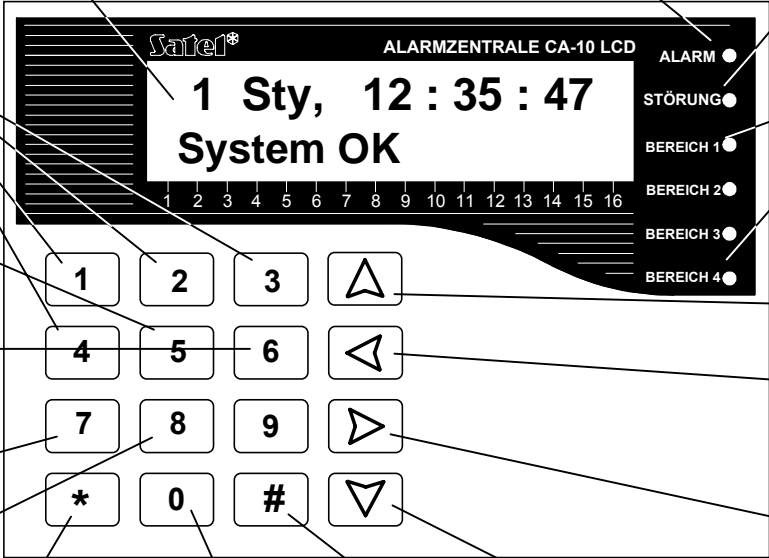 Satel®
ALARMZENTRALE CA-10 LCD
ALARM
1 Sty, 12 : 35 : 47
STÖRUNG
System OK
BEREICH 1
BEREICH 2
1 2 3 4 5 6 7 8 9 10 11 12 13 14 15 16
BEREICH 3
BEREICH 4
1 2 3
4 5 6
7 8 9
* 0 #